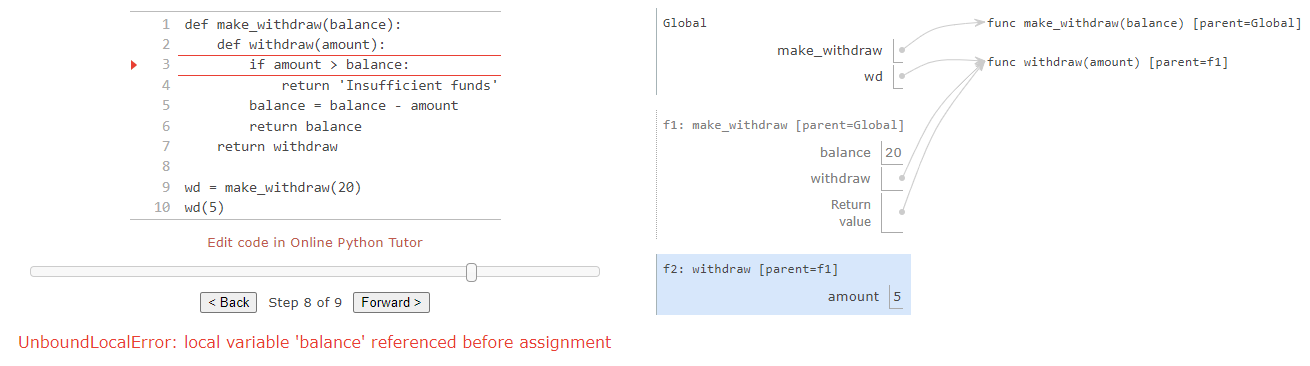 1 def make_withdraw(balance):
2     def withdraw(amount):
3         if amount > balance:
4             return 'Insufficient funds'
5         balance = balance - amount
6         return balance
7     return withdraw
8
9 wd = make_withdraw(20)
10 wd(5)
Edit code in Online Python Tutor
< Back Step 8 of 9 Forward >
UnboundLocalError: local variable 'balance' referenced before assignment
Global
make_withdraw
wd
func make_withdraw(balance) [parent=Global]
func withdraw(amount) [parent=f1]
f1: make_withdraw [parent=Global]
balance 20
withdraw
Return
value
f2: withdraw [parent=f1]
amount 5